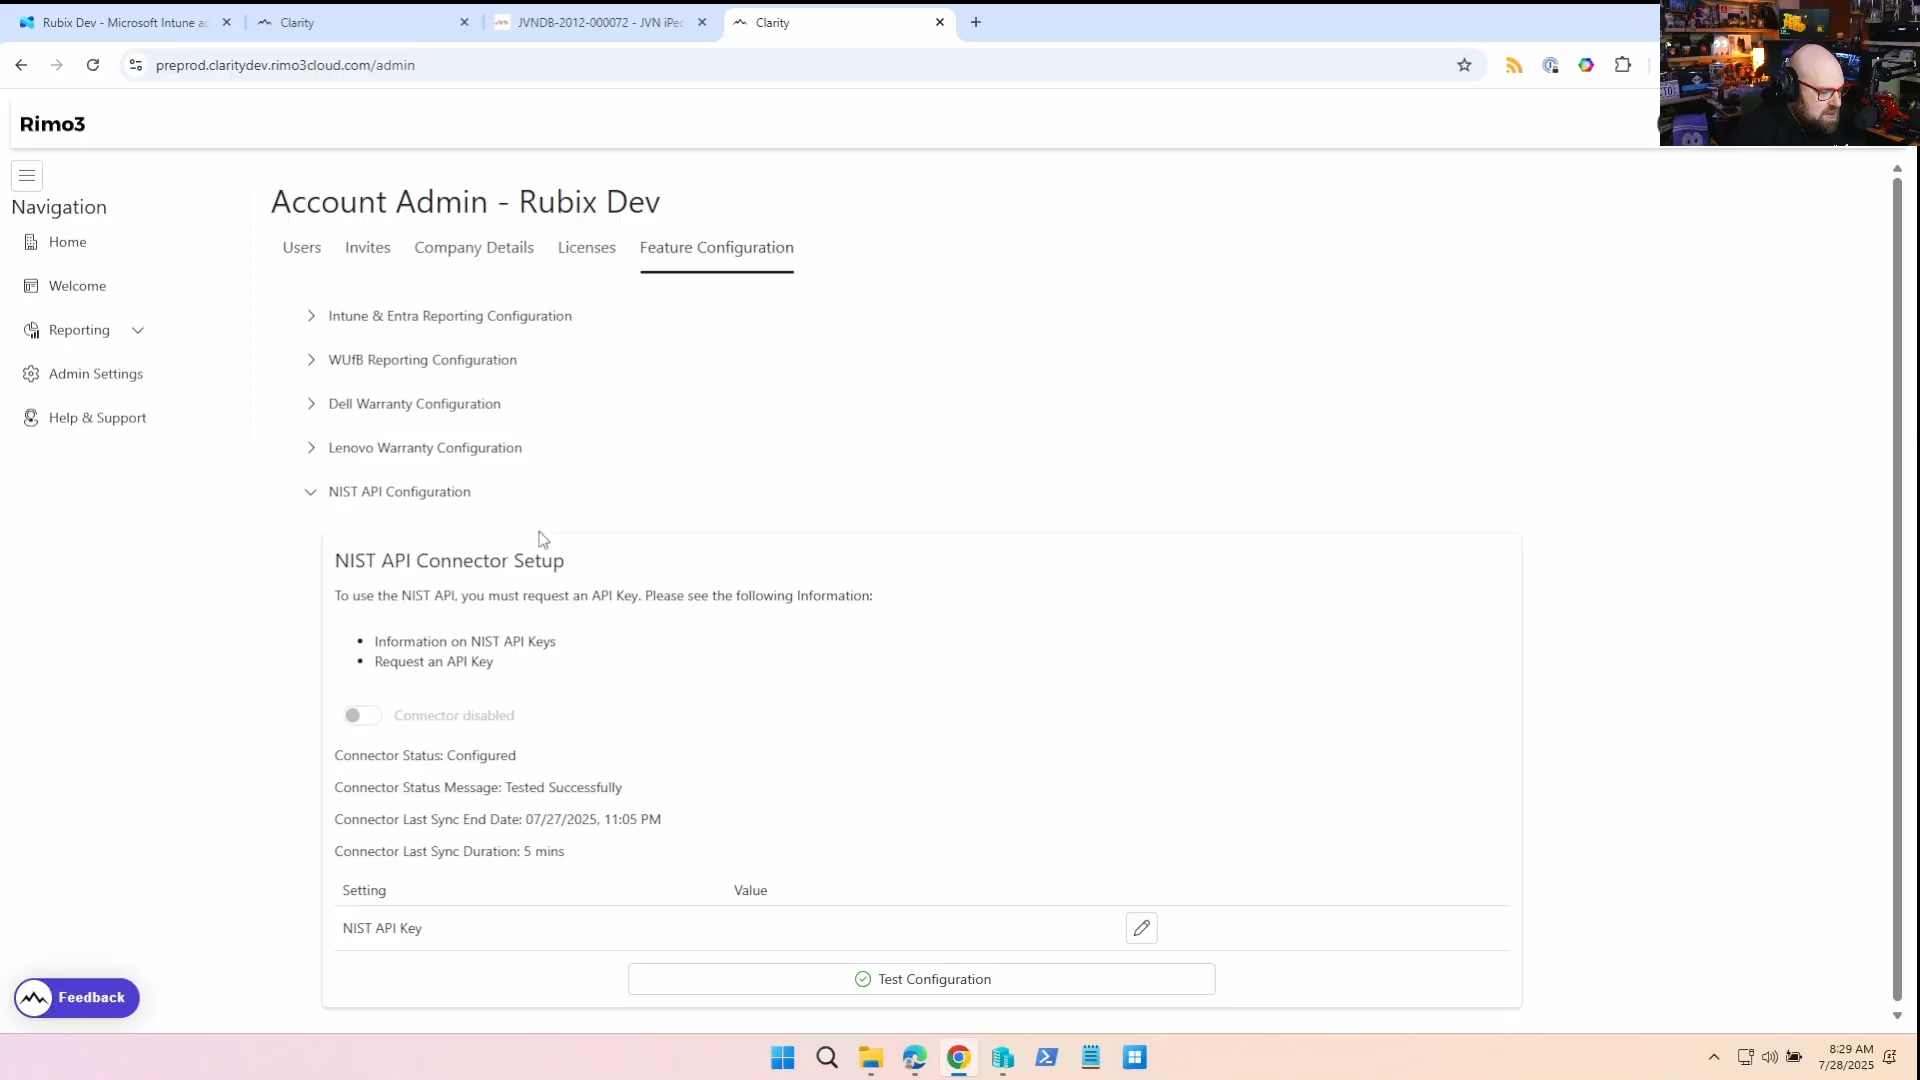 Rubix Dev - Microsoft Intune a
Clarity
JVNDB-2012-000072 - JVN iPed
Clarity
preprod.claritydev.rimo3cloud.com/admin
Rimo3
Navigation
Home
Welcome
Reporting
Admin Settings
Help & Support
Account Admin - Rubix Dev
Users Invites Company Details Licenses Feature Configuration
Intune & Entra Reporting Configuration
WUfB Reporting Configuration
Dell Warranty Configuration
Lenovo Warranty Configuration
NIST API Configuration
NIST API Connector Setup
To use the NIST API, you must request an API Key. Please see the following Information:
• Information on NIST API Keys
• Request an API Key
Connector disabled
Connector Status: Configured
Connector Status Message: Tested Successfully
Connector Last Sync End Date: 07/27/2025, 11:05 PM
Connector Last Sync Duration: 5 mins
Setting Value
NIST API Key
Test Configuration
Feedback
8:29 AM
7/28/2025